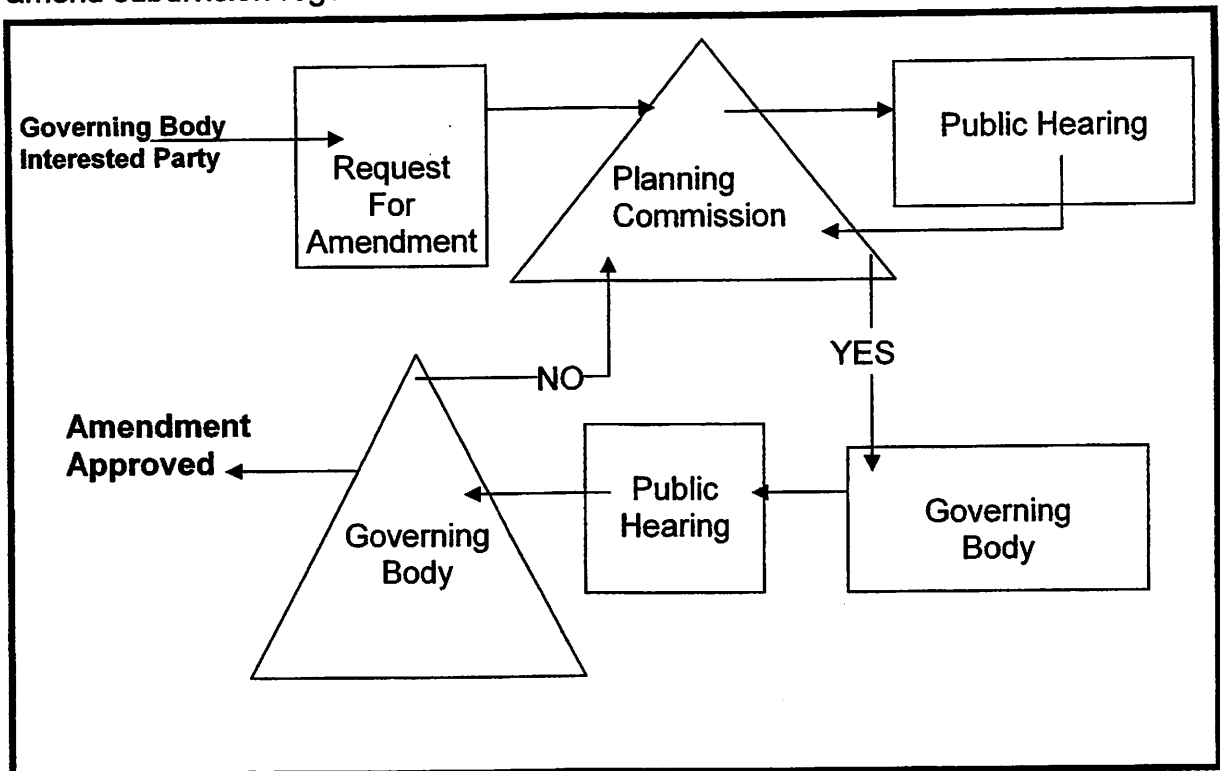 Governing Body
Interested Party
Request
For
Amendment
Planning
Commission
Public Hearing
YES
NO
Amendment
Approved
Governing
Body
Public
Hearing
Governing
Body